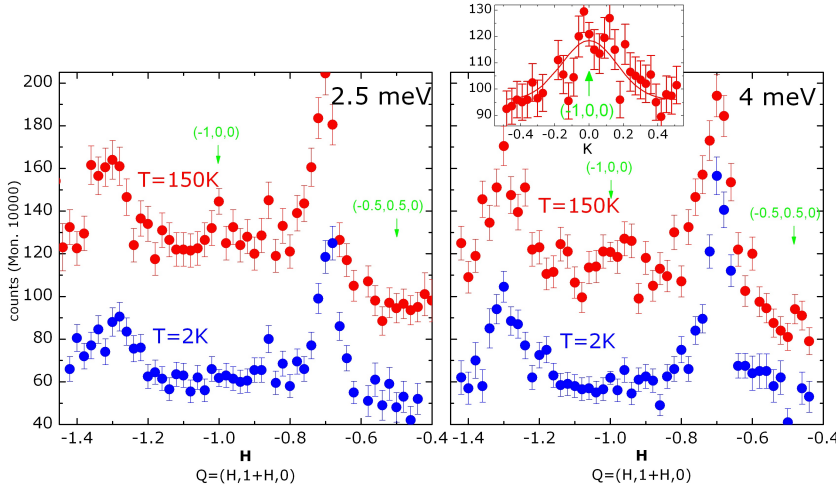 130
120
110
100
90
(-1,0,0)
-0.4 -0.2 0.0 0.2 0.4
K
200
180
160
140
120
100
80
60
40
counts (Mon. 10000)
2.5 meV
(-1,0,0)
T=150K
(-0.5,0.5,0)
T=2K
-1.4 -1.2 -1.0 -0.8 -0.6 -0.4
H
Q=(H,1+H,0)
4 meV
(-1,0,0)
T=150K
(-0.5,0.5,0)
T=2K
-1.4 -1.2 -1.0 -0.8 -0.6 -0.4
H
Q=(H,1+H,0)